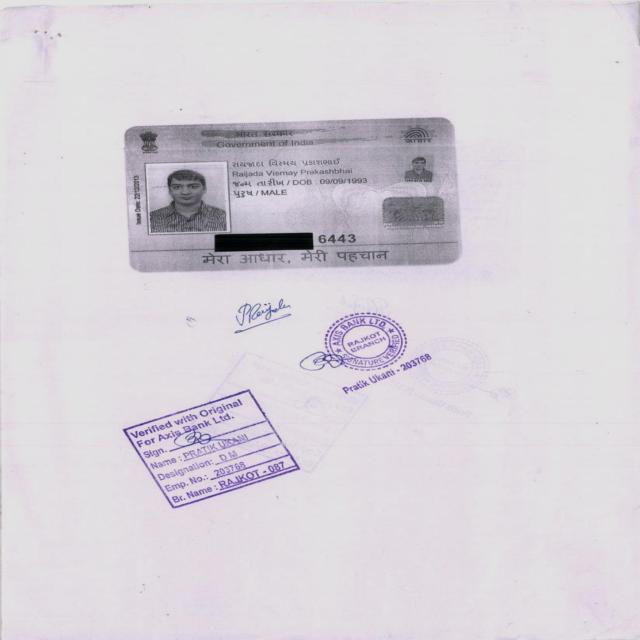 भारत सरकार
Government of India
રાયજાદા વિસ્મય પ્રકાશભાઈ
Raijada Vismay Prakashbhai
જન્મ તારીખ / DOB : 09/09/1993
પુરુષ / MALE
Issue Date: 22/12/2013
6443
मेरा आधार, मेरी पहचान
PRaijada
AXIS BANK LTD.
RAJKOT
BRANCH
SIGNATURE VERIFIED
Pratik Ukani - 203768
Verified with Original
For Axis Bank Ltd.
Sign.
Name : PRATIK UKANI
Designation: D M
Emp. No.: 203768
Br. Name : RAJKOT - 087